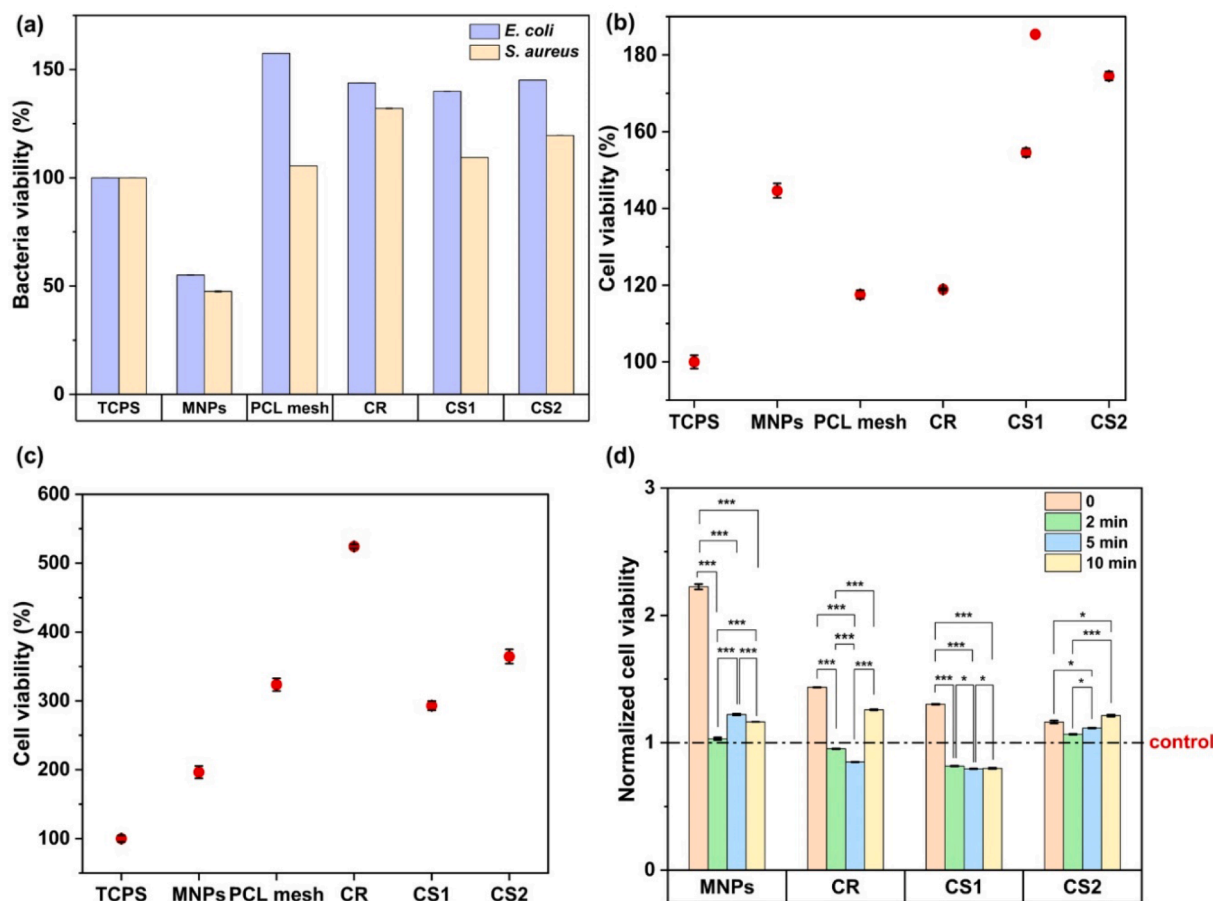 (a)
E. coli
S. aureus
Bacteria viability (%)
150
100
50
0
TCPS MNPs PCL mesh CR CS1 CS2
(b)
Cell viability (%)
180
160
140
120
100
TCPS MNPs PCL mesh CR CS1 CS2
(c)
Cell viability (%)
600
500
400
300
200
100
TCPS MNPs PCL mesh CR CS1 CS2
(d)
Normalized cell viability
3
2
1
0
0
2 min
5 min
10 min
***
***
***
***
*** ***
***
***
***
*** ***
***
***
*** * *
*
***
*
*
control
MNPs CR CS1 CS2